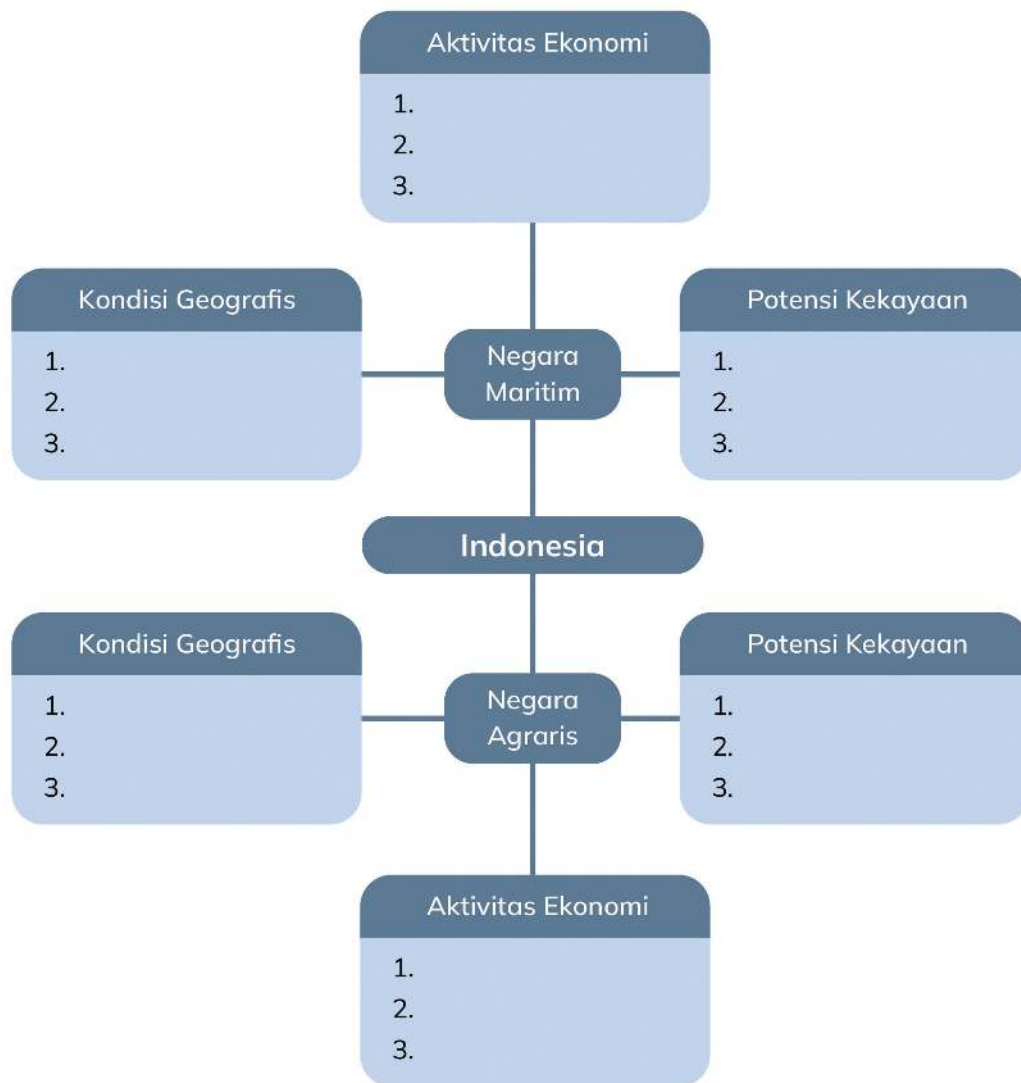 Aktivitas Ekonomi
1.
2.
3.
Kondisi Geografis
1.
2.
3.
Negara
Maritim
Potensi Kekayaan
1.
2.
3.
Indonesia
Kondisi Geografis
1.
2.
3.
Negara
Agraris
Potensi Kekayaan
1.
2.
3.
Aktivitas Ekonomi
1.
2.
3.